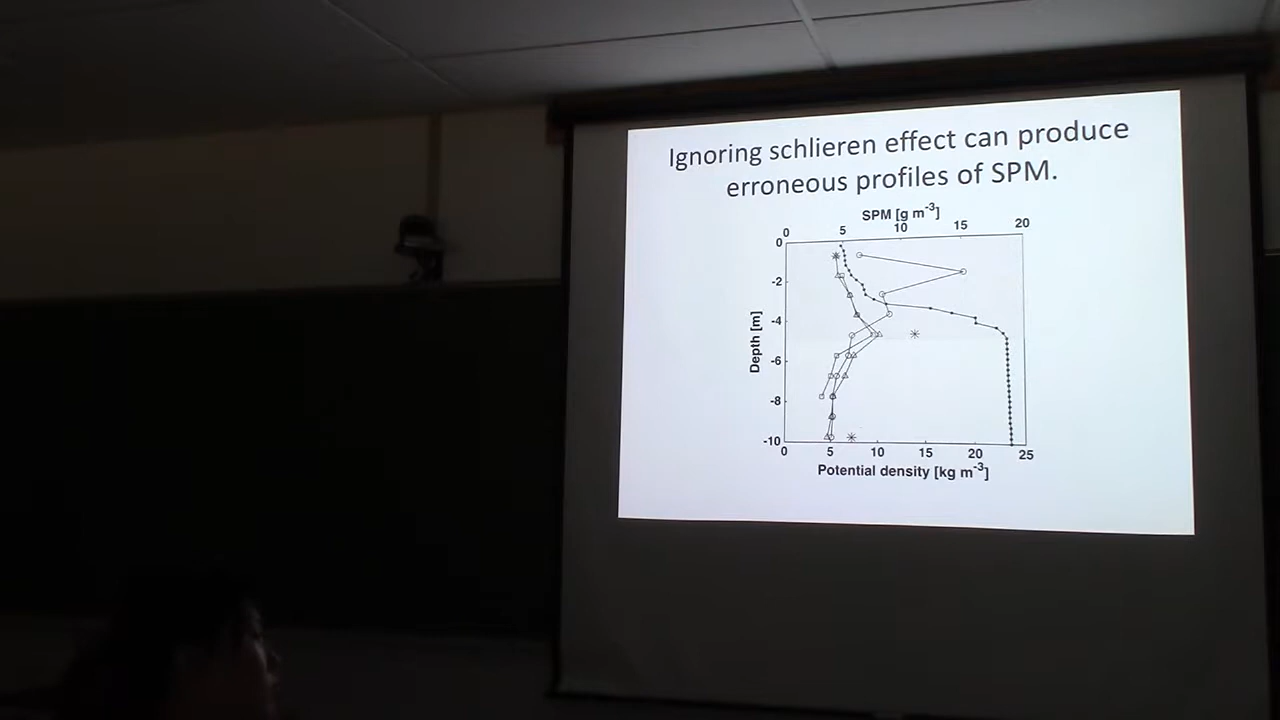 Ignoring schlieren effect can produce
erroneous profiles of SPM.
SPM [g m-3]
0 5 10 15 20
0
-2
-4
-6
-8
-10
Depth [m]
0 5 10 15 20 25
Potential density [kg m-3]